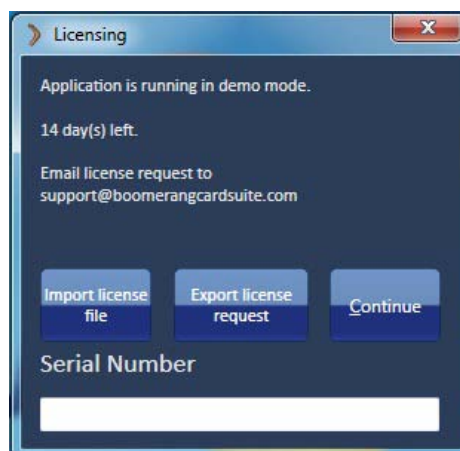 Licensing
Application is running in demo mode.
14 day(s) left.
Email license request to
support@boomerangcardsuite.com
Import license
file
Export license
request
Continue
Serial Number